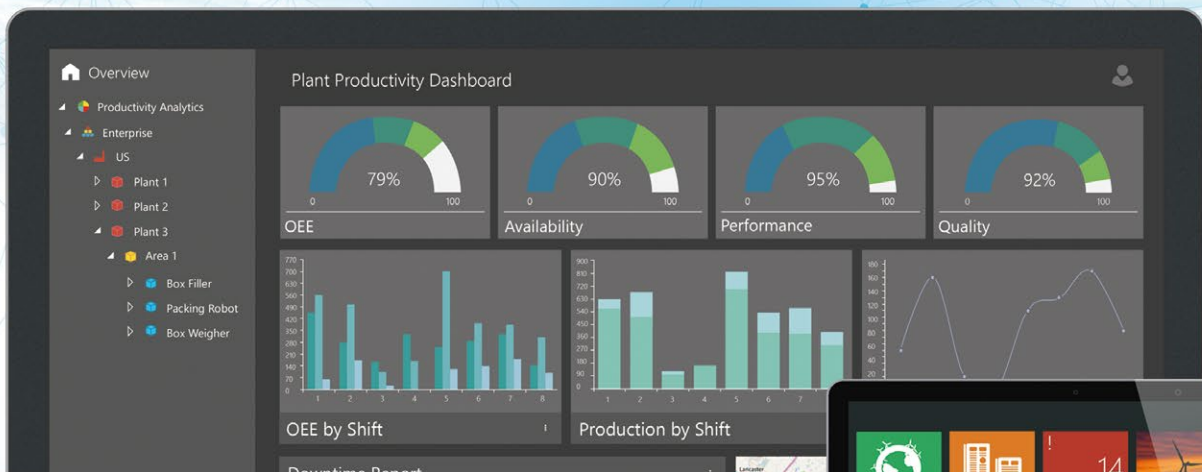 Overview
Plant Productivity Dashboard
Productivity Analytics
Enterprise
US
Plant 1
Plant 2
Plant 3
Area 1
Box Filler
Packing Robot
Box Weigher
79%
0 100
OEE
90%
0 100
Availability
95%
0 100
Performance
92%
0 100
Quality
770
700
630
560
490
420
350
280
210
140
70
0
1 2 3 4 5 6 7 8
OEE by Shift
900
810
720
630
540
450
360
270
180
90
0
1 2 3 4 5 6 7
Production by Shift
180
160
140
120
100
80
60
40
20
Downtime Report
Lancaster
!
14